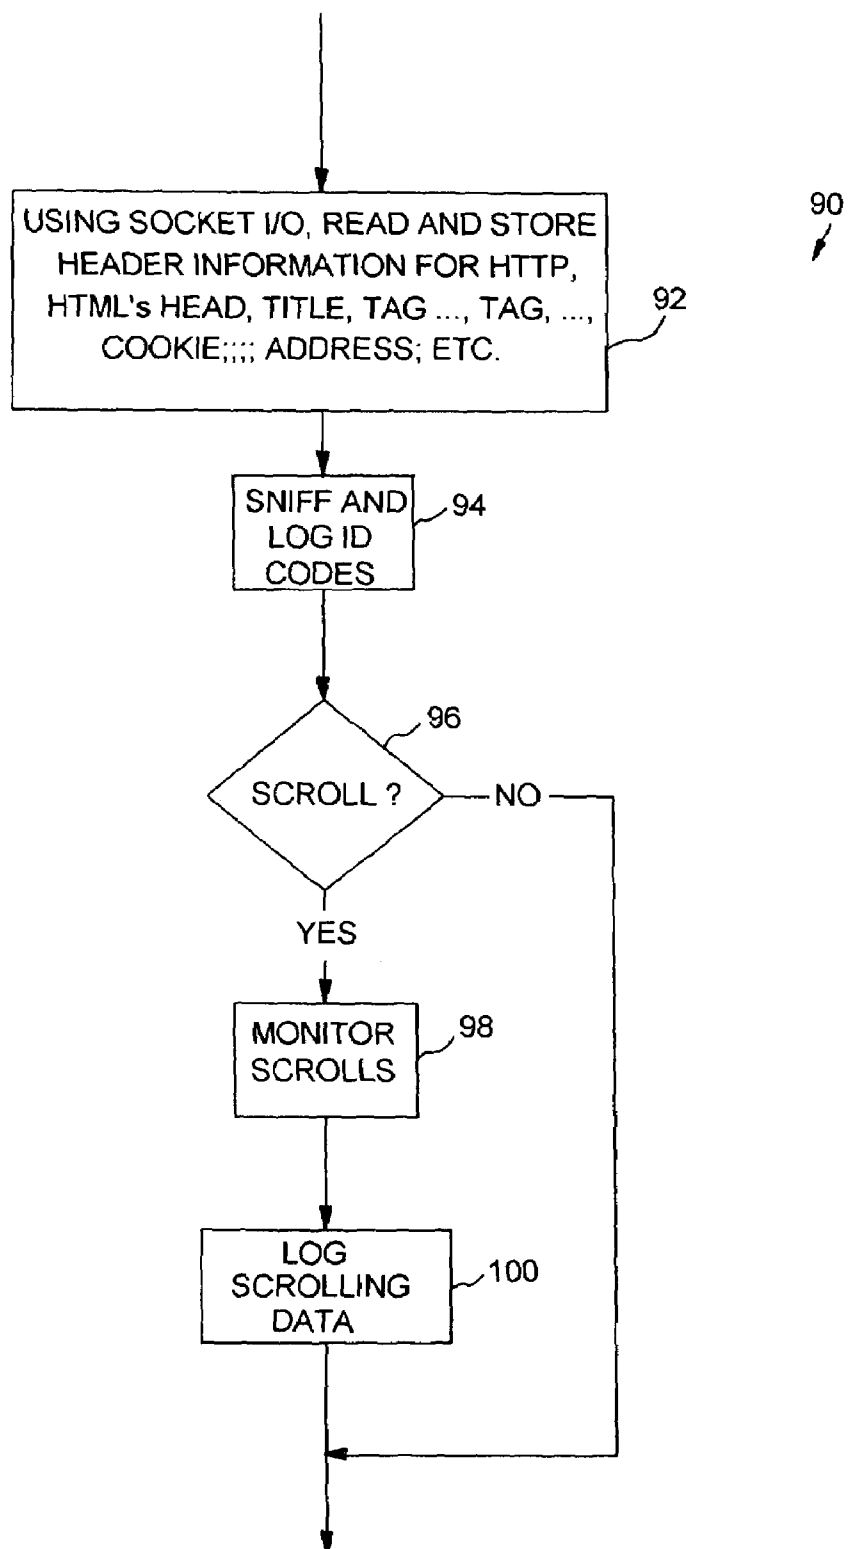 90
USING SOCKET I/O, READ AND STORE
HEADER INFORMATION FOR HTTP,
HTML's HEAD, TITLE, TAG ..., TAG, ...,
COOKIE;;;; ADDRESS; ETC.
92
SNIFF AND
LOG ID
CODES
94
96
SCROLL ?
NO
YES
MONITOR
SCROLLS
98
LOG
SCROLLING
DATA
100